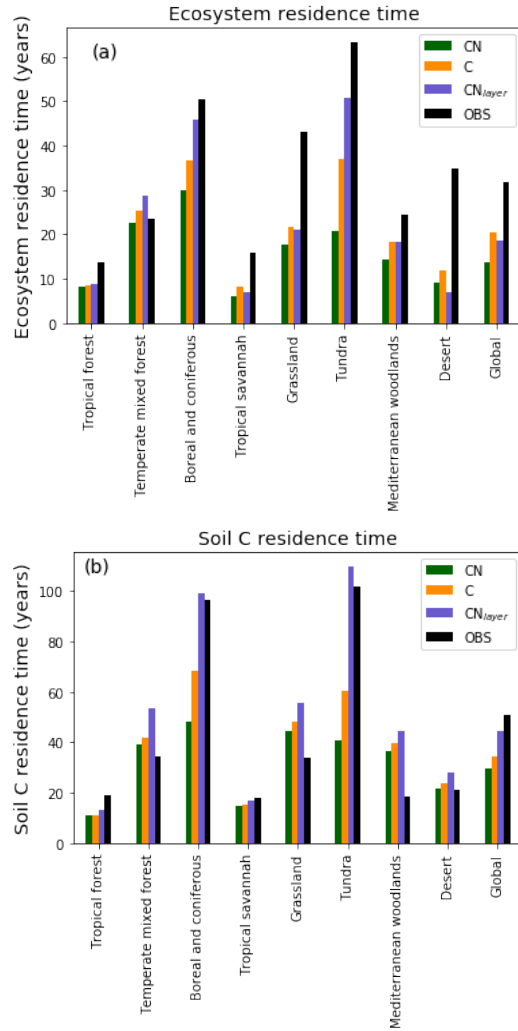 Ecosystem residence time
(a)
CN
C
CN_layer
OBS
Ecosystem residence time (years)
60
50
40
30
20
10
0
Tropical forest
Temperate mixed forest
Boreal and coniferous
Tropical savannah
Grassland
Tundra
Mediterranean woodlands
Desert
Global
Soil C residence time
(b)
CN
C
CN_layer
OBS
Soil C residence time (years)
100
80
60
40
20
0
Tropical forest
Temperate mixed forest
Boreal and coniferous
Tropical savannah
Grassland
Tundra
Mediterranean woodlands
Desert
Global